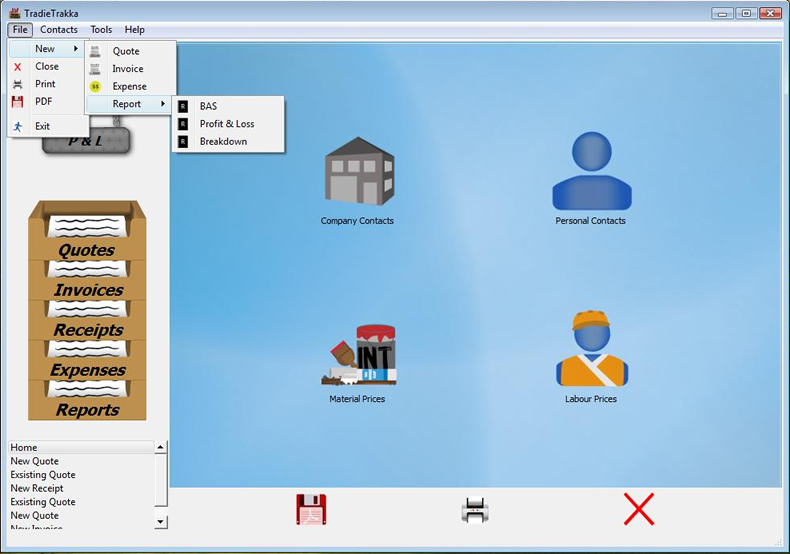 TradieTrakka
File Contacts Tools Help
New
Close
Print
PDF
Exit
Quote
Invoice
Expense
Report
BAS
Profit & Loss
Breakdown
P & L
Quotes
Invoices
Receipts
Expenses
Reports
Company Contacts
Personal Contacts
INT
Material Prices
Labour Prices
Home
New Quote
Exsisting Quote
New Receipt
Exsisting Quote
New Quote
New Invoice